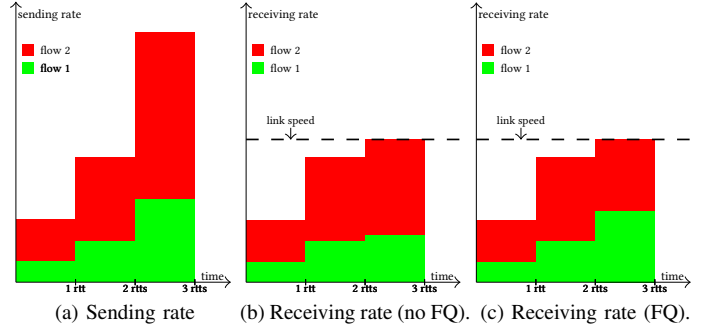 sending rate
flow 2
flow 1
link speed
time
1 rtt
2 rtts
3 rtts
(a) Sending rate
receiving rate
flow 2
flow 1
link speed
time
1 rtt
2 rtts
3 rtts
(b) Receiving rate (no FQ).
receiving rate
flow 2
flow 1
time
1 rtt
2 rtts
3 rtts
(c) Receiving rate (FQ).